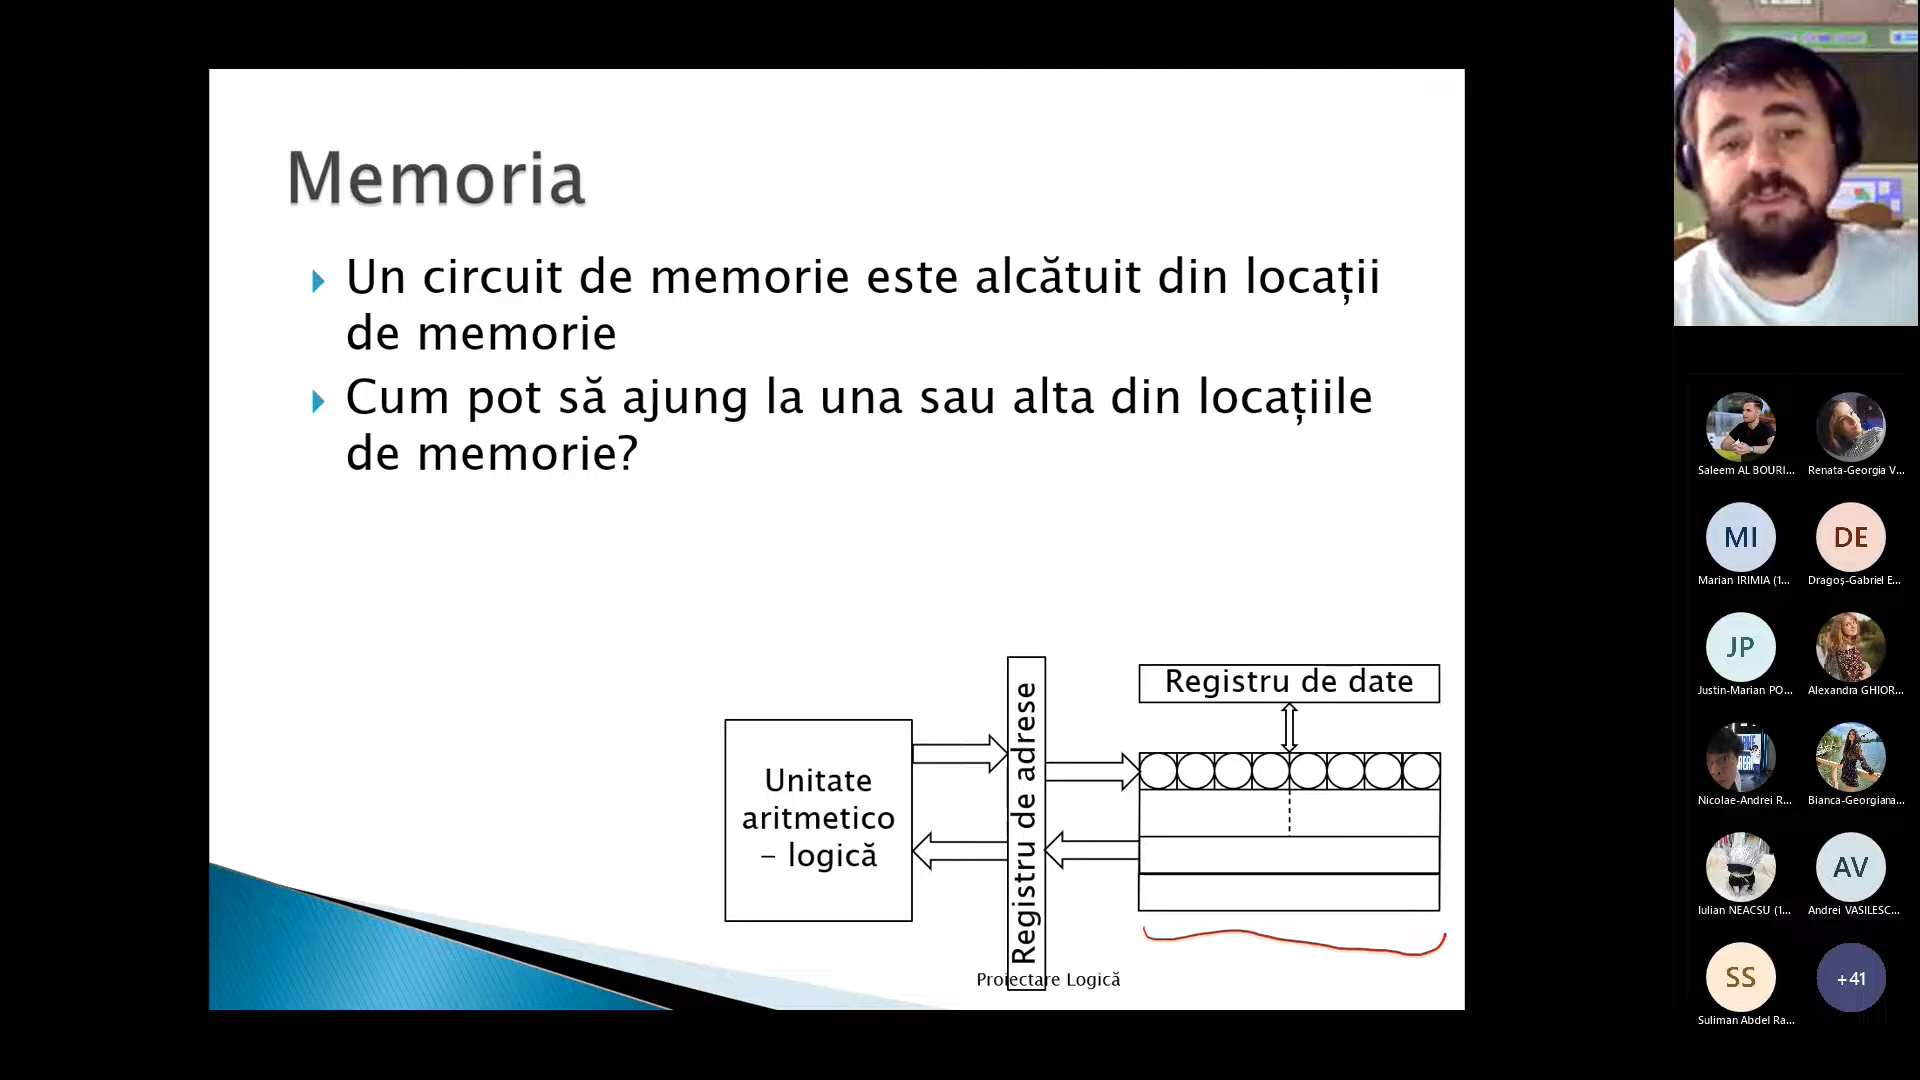 Memoria
Un circuit de memorie este alcătuit din locații
de memorie
Cum pot să ajung la una sau alta din locațiile
de memorie?
Unitate
aritmetico
– logică
Registru de adrese
Registru de date
Proiectare Logică
Saleem AL BOURI...
Renata-Georgia V...
MI
Marian IRIMIA (1...
DE
Dragoș-Gabriel E...
JP
Justin-Marian PO...
Alexandra GHIOR...
Nicolae-Andrei R...
Bianca-Georgiana...
Iulian NEACSU (1...
AV
Andrei VASILESC...
SS
Suliman Abdel Ra...
+41